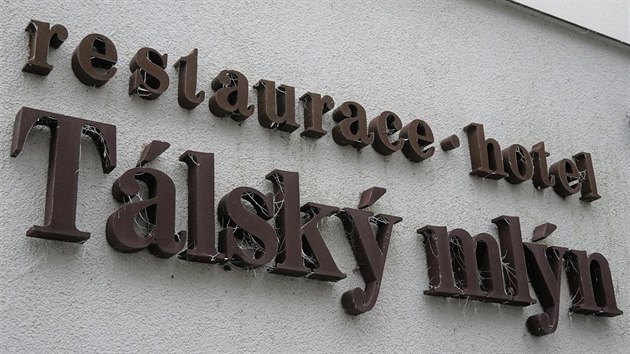 restaurace · hotel
Tálský mlýn